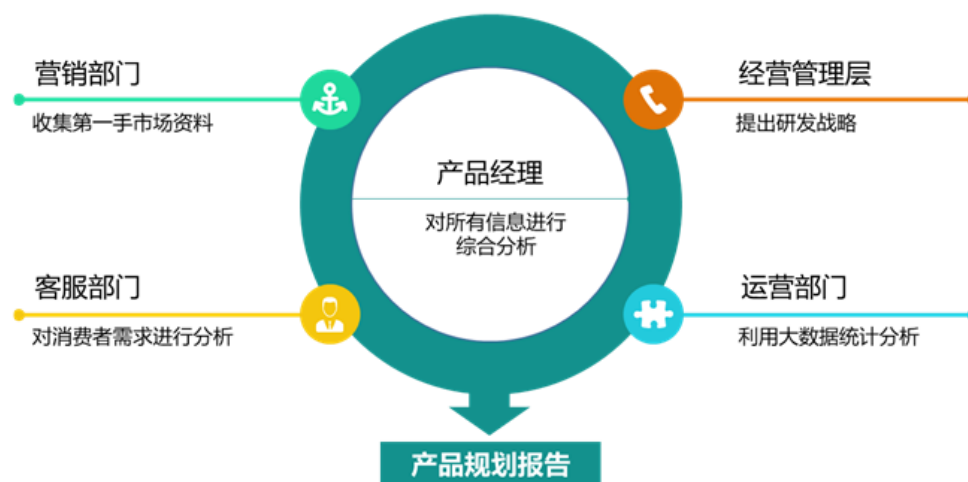 营销部门
收集第一手市场资料
经营管理层
提出研发战略
产品经理
对所有信息进行
综合分析
客服部门
对消费者需求进行分析
运营部门
利用大数据统计分析
产品规划报告